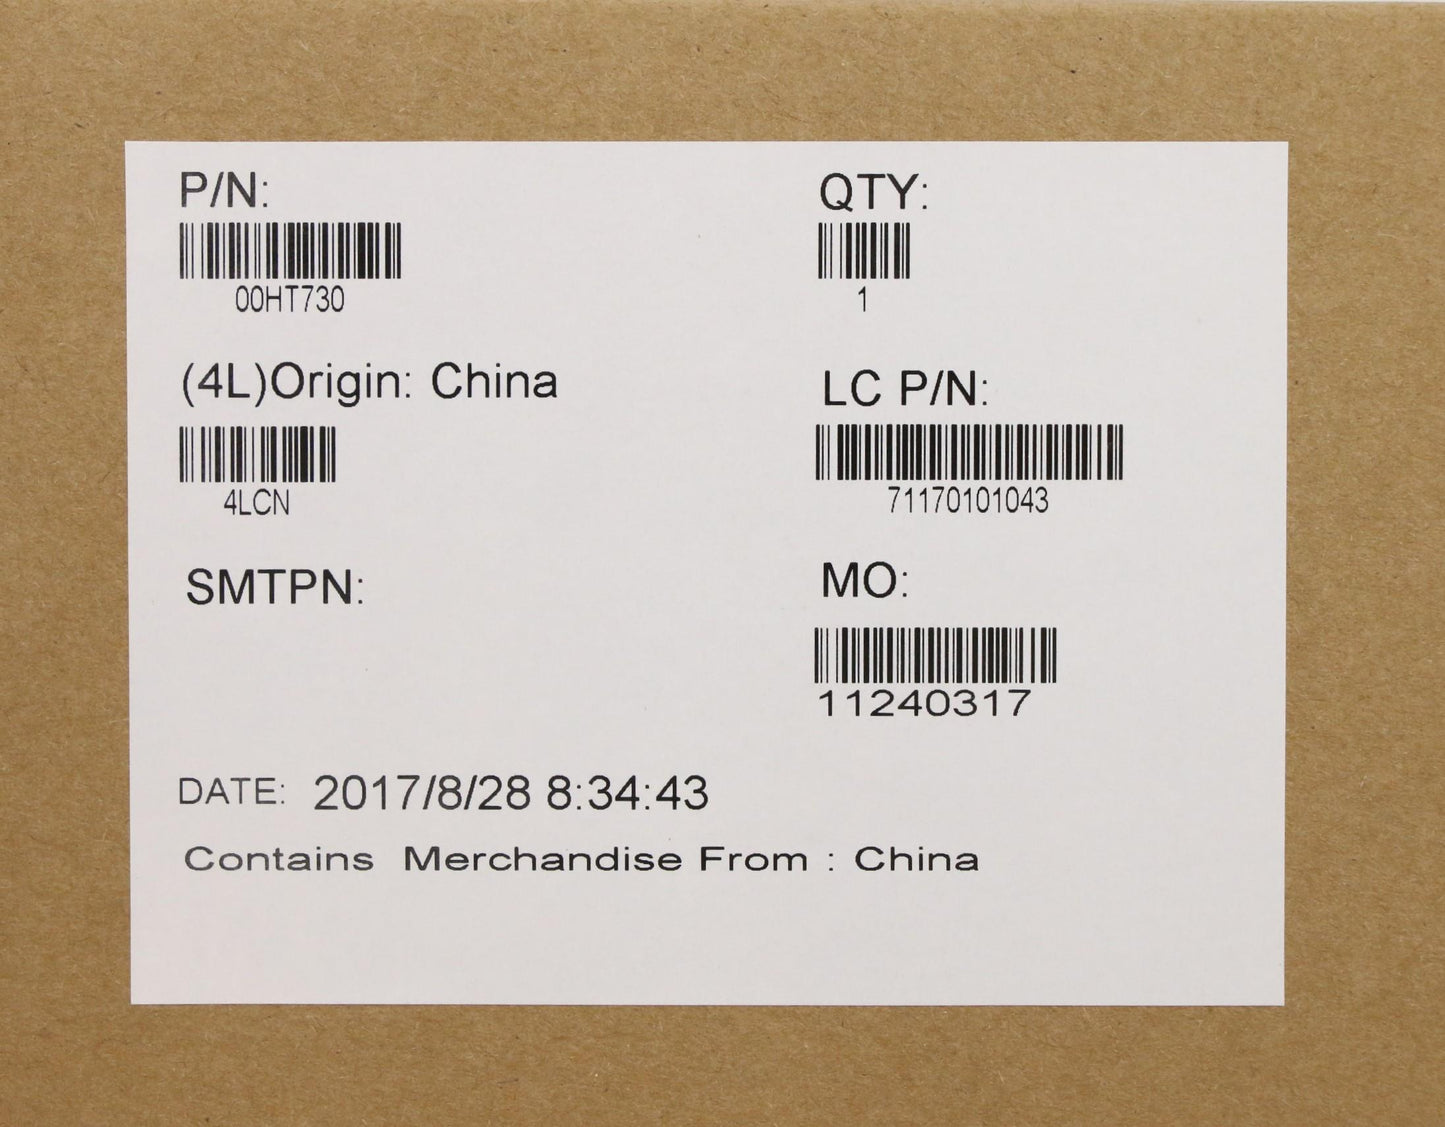 P/N:
00HT730
QTY:
1
(4L)Origin: China
4LCN
LC P/N:
71170101043
SMTPN:
MO:
11240317
DATE: 2017/8/28 8:34:43
Contains Merchandise From : China